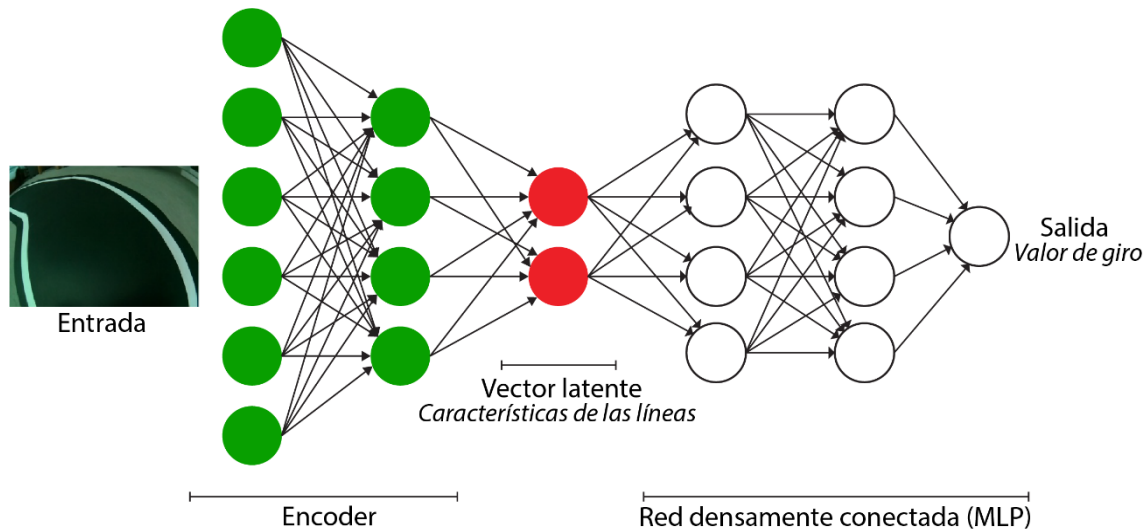 Entrada
Encoder
Vector latente
Características de las líneas
Red densamente conectada (MLP)
Salida
Valor de giro